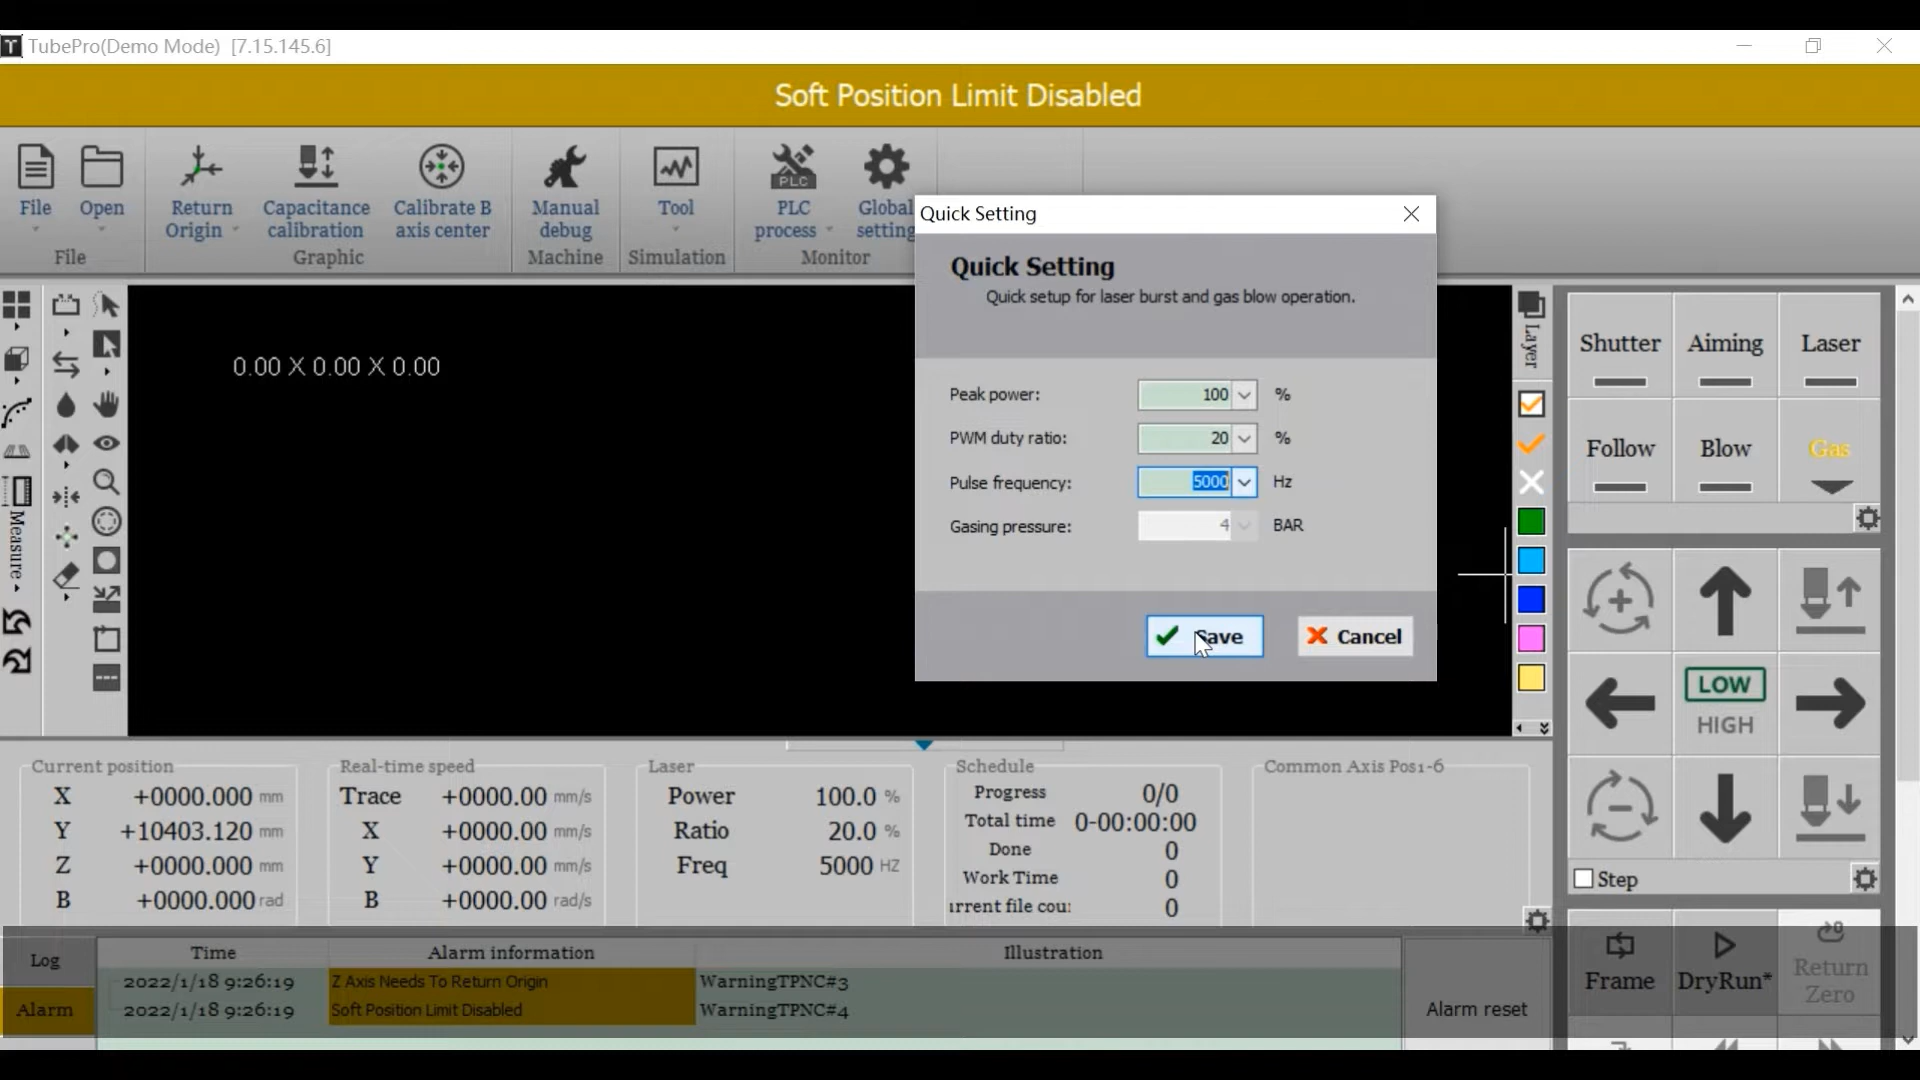 TubePro(Demo Mode) [7.15.145.6]
Soft Position Limit Disabled
File
Open
Return Origin
Capacitance calibration
Calibrate B axis center
Manual debug
Tool
PLC
PLC process
Global setting
File
Graphic
Machine
Simulation
Monitor
Quick Setting
Quick Setting
Quick setup for laser burst and gas blow operation.
Peak power: 100 %
PWM duty ratio: 20 %
Pulse frequency: 5000 Hz
Gasing pressure: 4 BAR
Save
Cancel
0.00 X 0.00 X 0.00
Measure
Layer
Shutter
Aiming
Laser
Follow
Blow
Gas
LOW
HIGH
Step
Current position
X +0000.000 mm
Y +10403.120 mm
Z +0000.000 mm
B +0000.000 rad
Real-time speed
Trace +0000.00 mm/s
X +0000.00 mm/s
Y +0000.00 mm/s
B +0000.00 rad/s
Laser
Power 100.0 %
Ratio 20.0 %
Freq 5000 HZ
Schedule
Progress 0/0
Total time 0-00:00:00
Done 0
Work Time 0
urrent file cou 0
Common Axis Pos1-6
Log
Alarm
Time Alarm information Illustration
2022/1/18 9:26:19 Z Axis Needs To Return Origin WarningTPNC#3
2022/1/18 9:26:19 Soft Position Limit Disabled WarningTPNC#4
Alarm reset
Frame
DryRun*
Return Zero